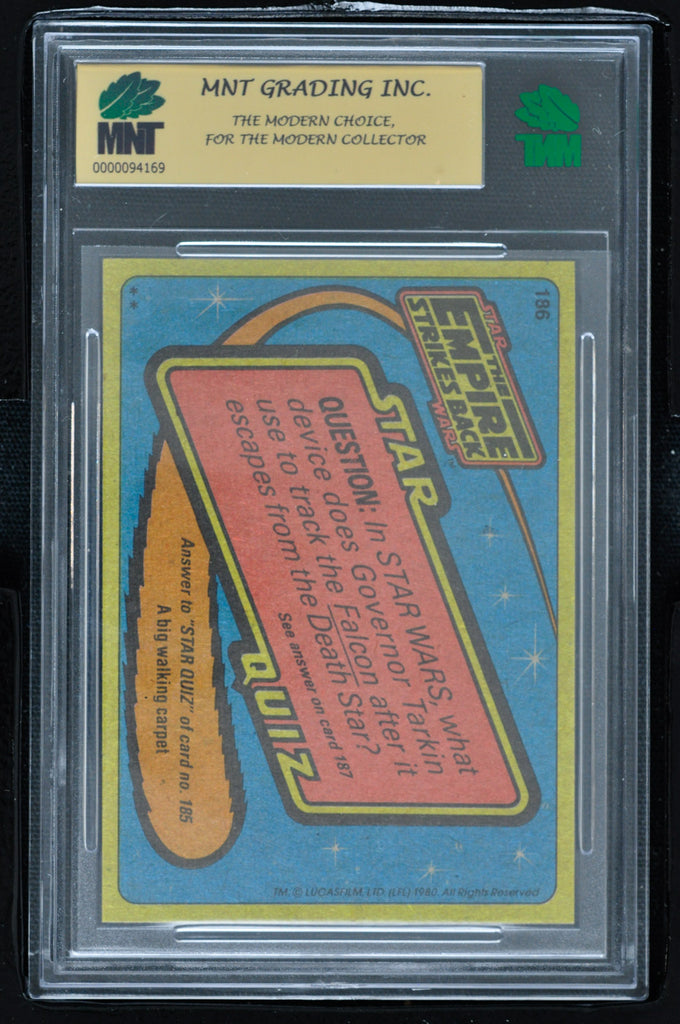 MNT GRADING INC.
THE MODERN CHOICE,
FOR THE MODERN COLLECTOR
MNT
0000094169
MNT
186
STAR
THE
EMPIRE
STRIKES BACK
WARS
TM
STAR
QUESTION: In STAR WARS, what
device does Governor Tarkin
use to track the Falcon after it
escapes from the Death Star?
See answer on card 187
QUIZ
Answer to "STAR QUIZ" of card no. 185
A big walking carpet
**
TM: © LUCASFILM, LTD. (LFL) 1980. All Rights Reserved